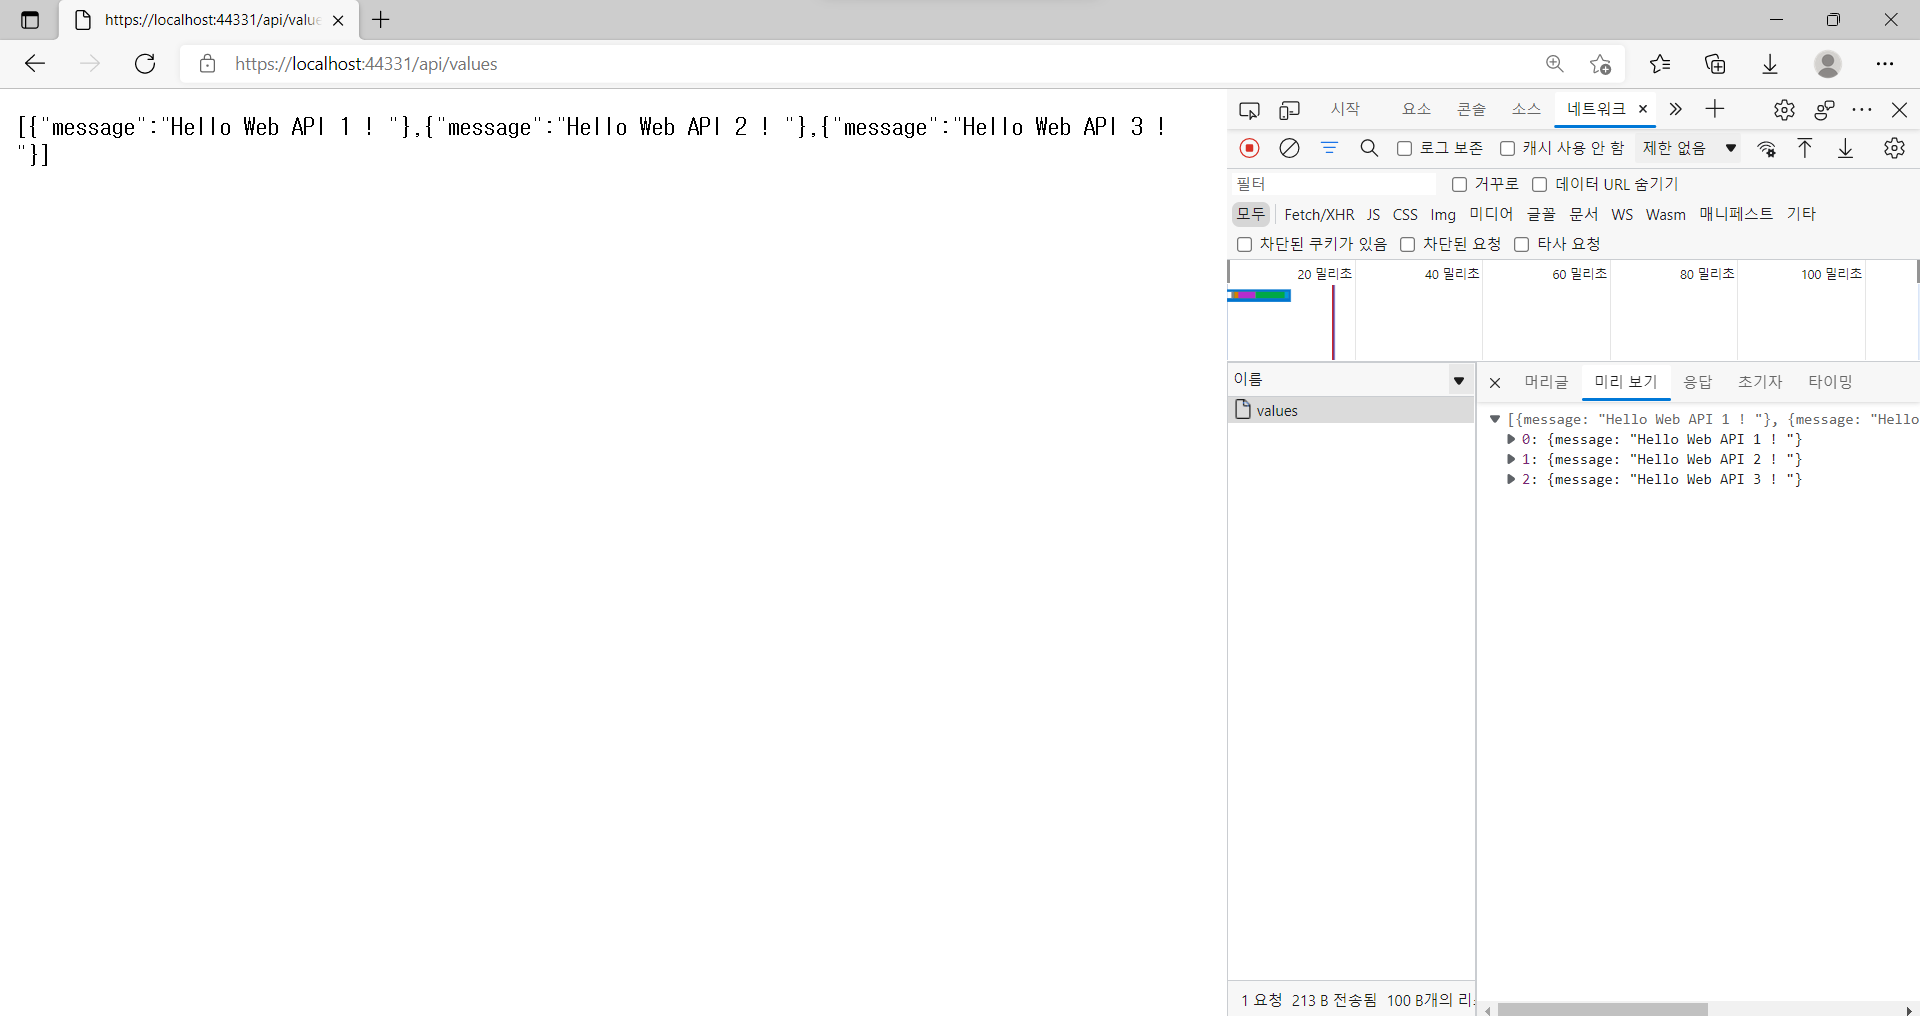 https://localhost:44331/api/value
https://localhost:44331/api/values
[{"message":"Hello Web API 1 ! "},{"message":"Hello Web API 2 ! "},{"message":"Hello Web API 3 !
"}]
시작 요소 콘솔 소스 네트워크
로그 보존 캐시 사용 안 함 제한 없음
필터 거꾸로 데이터 URL 숨기기
모두 Fetch/XHR JS CSS Img 미디어 글꼴 문서 WS Wasm 매니페스트 기타
차단된 쿠키가 있음 차단된 요청 타사 요청
20 밀리초 40 밀리초 60 밀리초 80 밀리초 100 밀리초
이름
values
머리글 미리 보기 응답 초기자 타이밍
[{message: "Hello Web API 1 ! "}, {message: "Hello
0: {message: "Hello Web API 1 ! "}
1: {message: "Hello Web API 2 ! "}
2: {message: "Hello Web API 3 ! "}
1 요청 213 B 전송됨 100 B개의